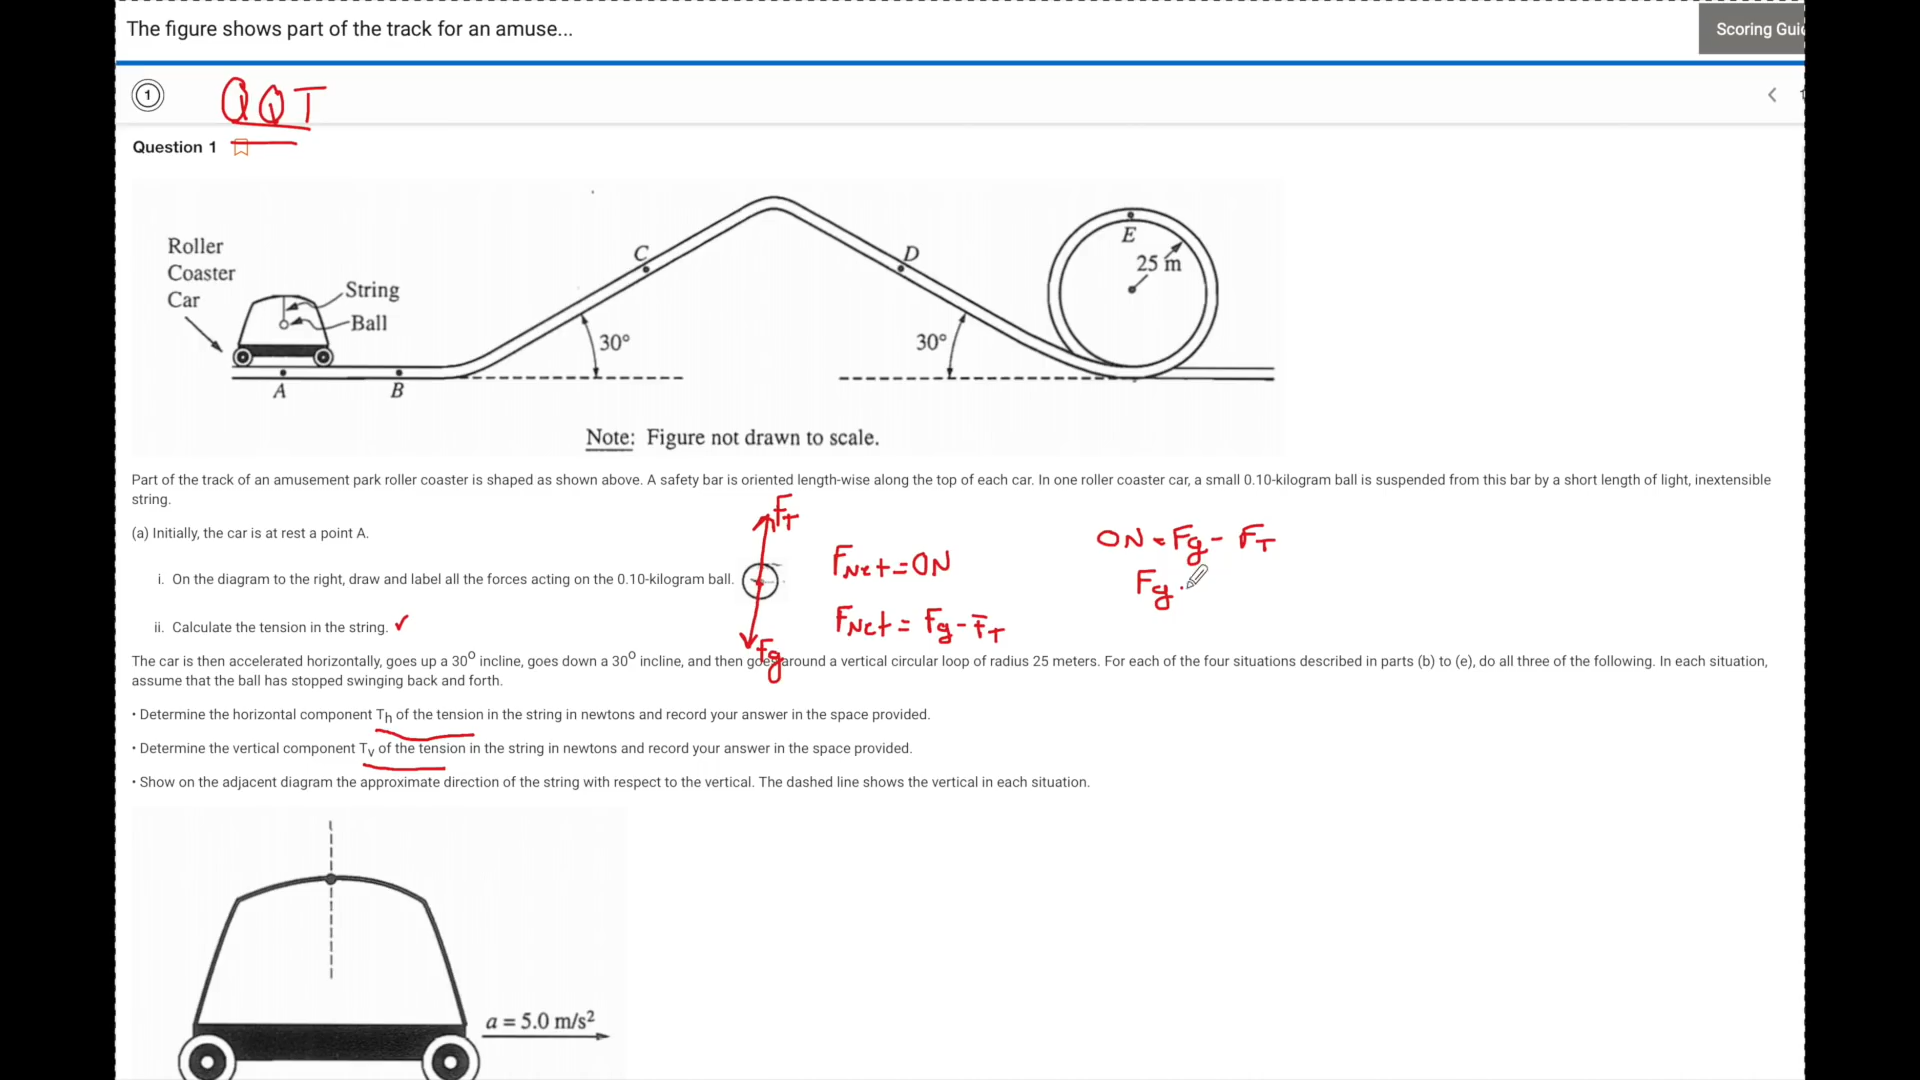 The figure shows part of the track for an amuse...
Scoring Gui
1
QQT
Question 1
Roller
Coaster
Car
String
Ball
A
B
C
30°
D
30°
E
25 m
Note: Figure not drawn to scale.
Part of the track of an amusement park roller coaster is shaped as shown above. A safety bar is oriented length-wise along the top of each car. In one roller coaster car, a small 0.10-kilogram ball is suspended from this bar by a short length of light, inextensible
string.
(a) Initially, the car is at rest a point A.
i. On the diagram to the right, draw and label all the forces acting on the 0.10-kilogram ball.
FT
Fg
FNet = 0N
FNet = Fg - FT
0N = Fg - FT
Fg
ii. Calculate the tension in the string. ✓
The car is then accelerated horizontally, goes up a 30° incline, goes down a 30° incline, and then goes around a vertical circular loop of radius 25 meters. For each of the four situations described in parts (b) to (e), do all three of the following. In each situation,
assume that the ball has stopped swinging back and forth.
• Determine the horizontal component Th of the tension in the string in newtons and record your answer in the space provided.
• Determine the vertical component Tv of the tension in the string in newtons and record your answer in the space provided.
• Show on the adjacent diagram the approximate direction of the string with respect to the vertical. The dashed line shows the vertical in each situation.
a = 5.0 m/s²